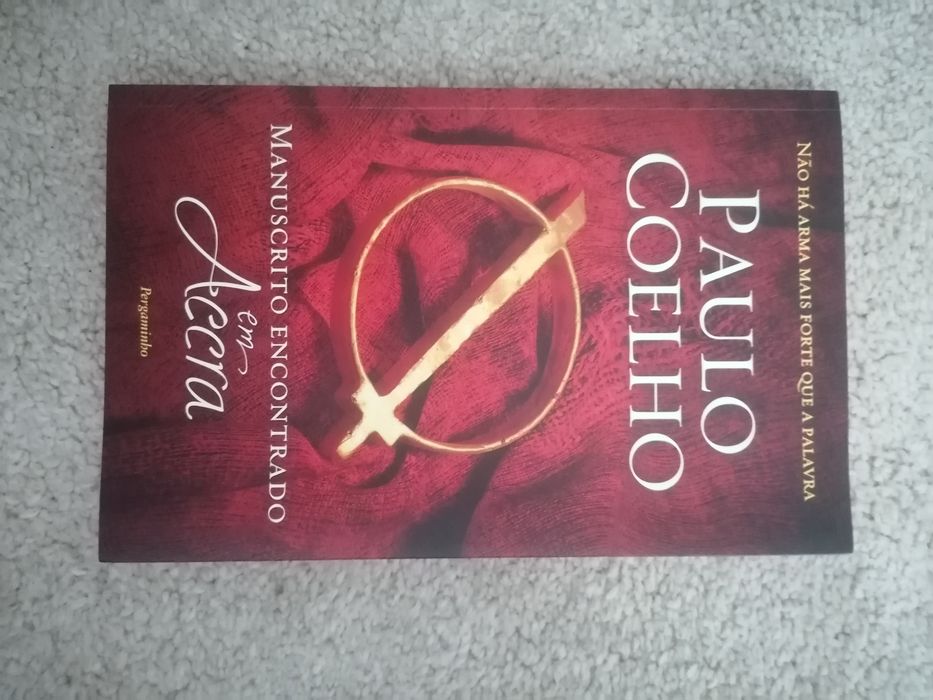 NÃO HÁ ARMA MAIS FORTE QUE A PALAVRA
PAULO
COELHO
MANUSCRITO ENCONTRADO
em
Accra
Pergaminho